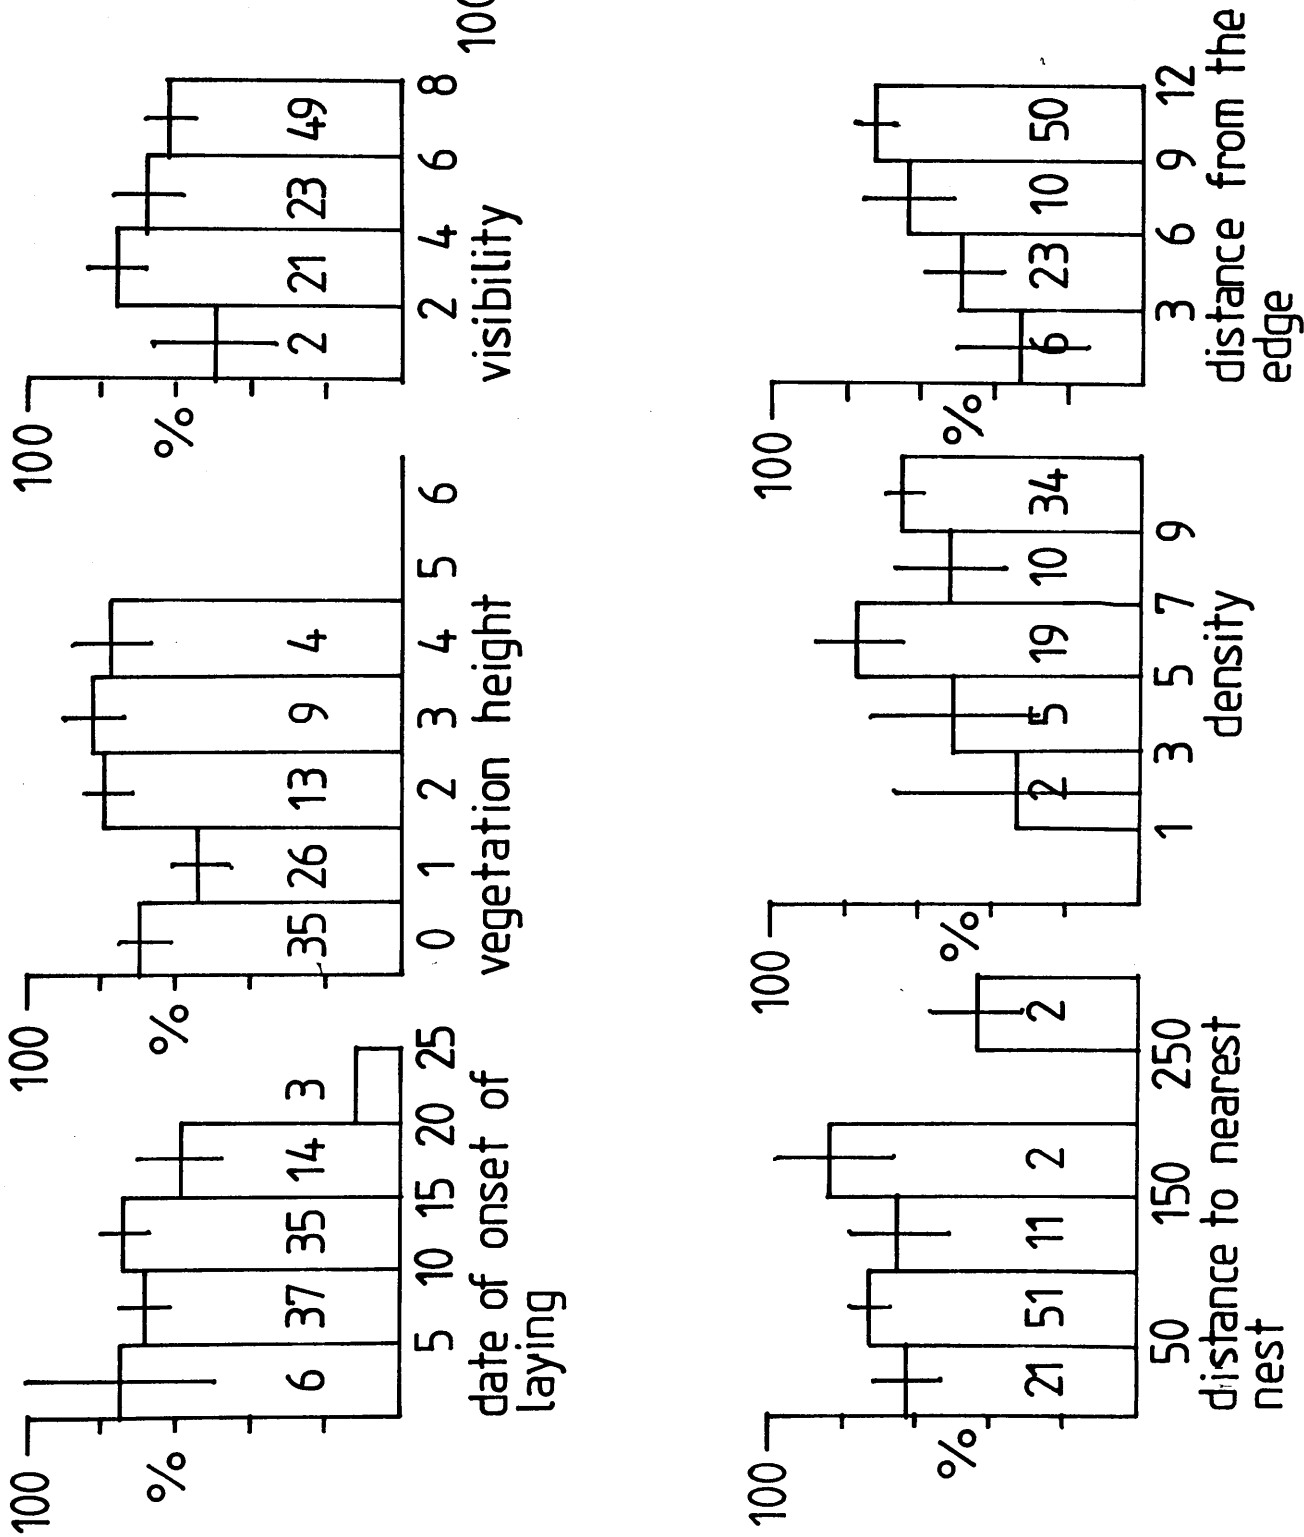 100
%
6 37 35 14 3
5 10 15 20 25
date of onset of
laying
100
%
35 26 13 9 4
0 1 2 3 4 5 6
vegetation height
100
%
2 21 23 49
2 4 6 8
visibility
100
100
%
21 51 11 2 2
50 150 250
distance to nearest
nest
100
%
2 5 19 10 34
1 3 5 7 9
density
100
%
6 23 10 50
3 6 9 12
distance from the
edge